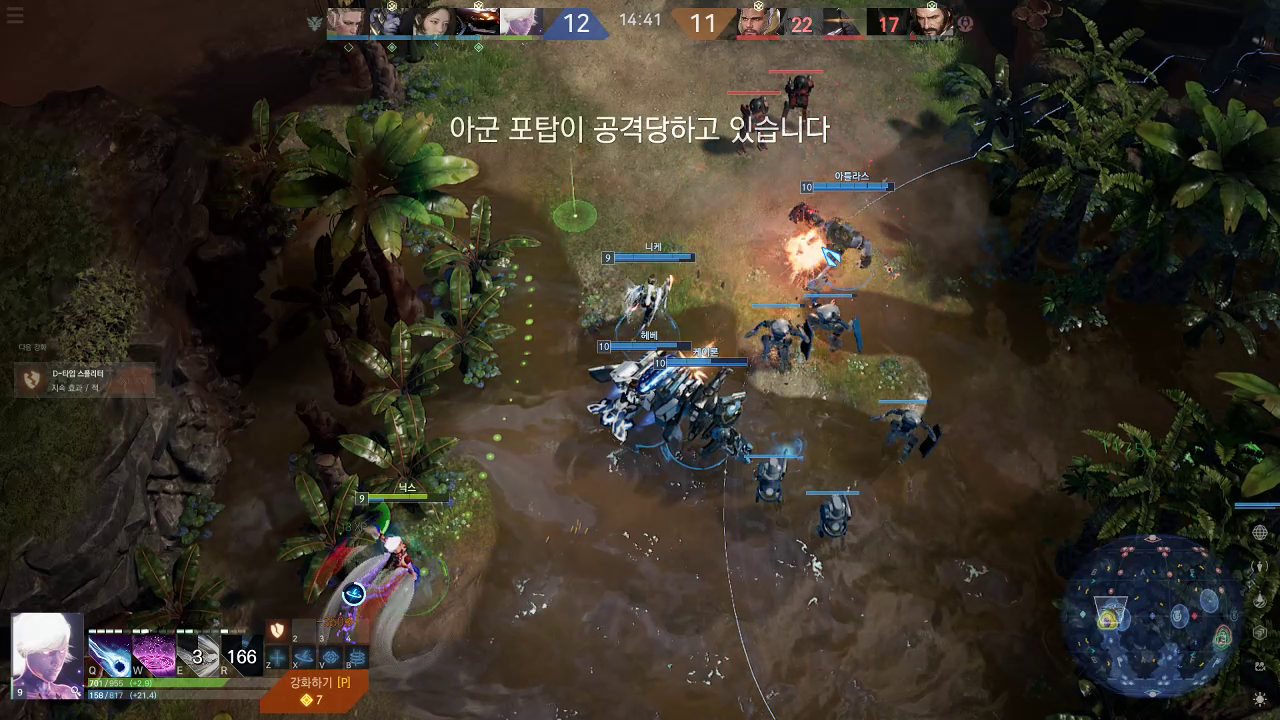 12
14:41
11
22
17
아군 포탑이 공격당하고 있습니다
10 아틀라스
9 니케
10 헤베
10 케이론
다음 강화
D-타입 스플리터
지속 효과 / 적
9 닉스
2 3
3 166
Q W E R
Z X V B
9
701/955 (+2.9)
158/817 (+21.4)
강화하기 [P]
7